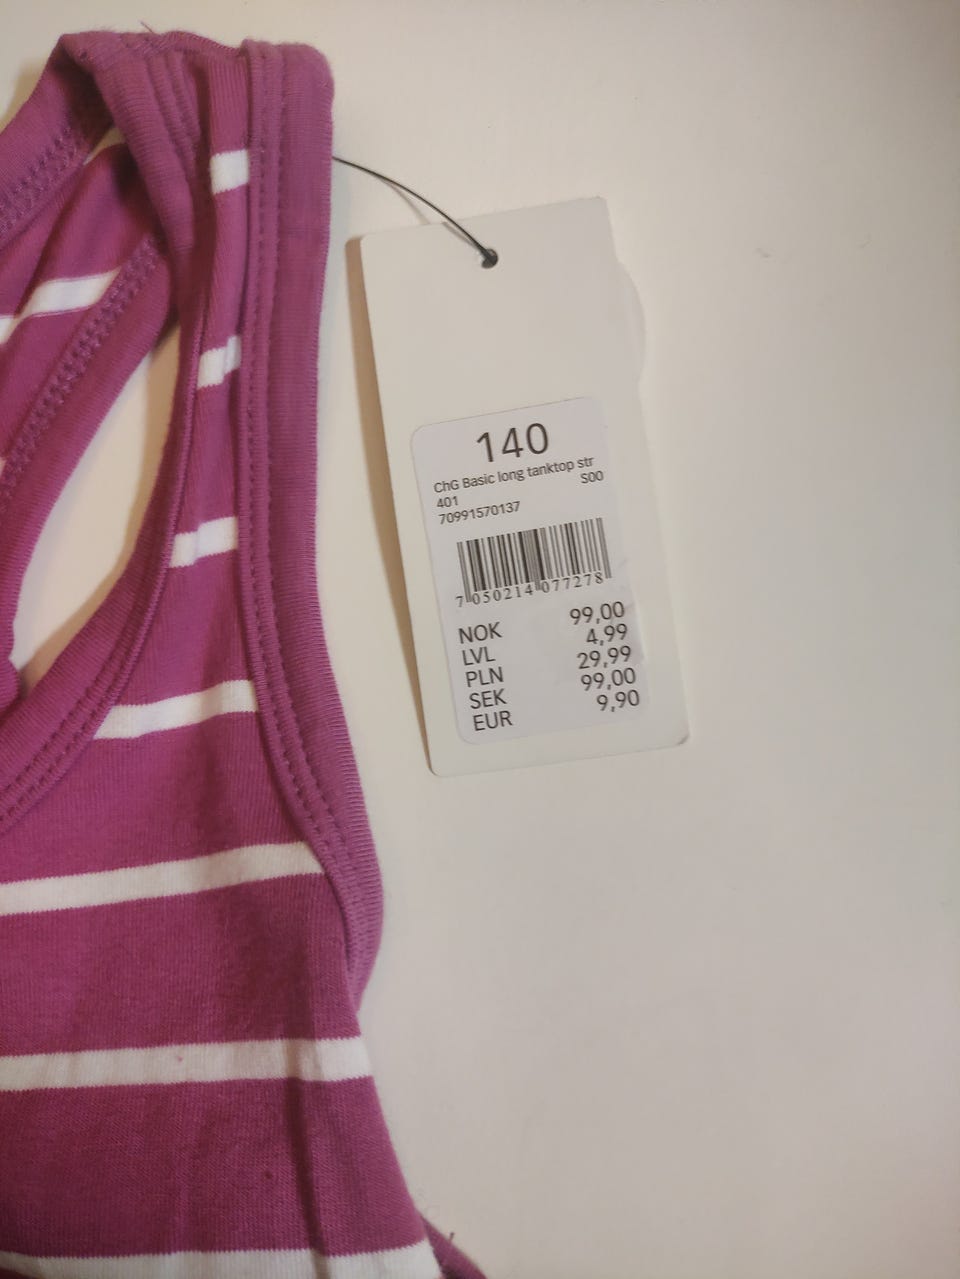 140
ChG Basic long tanktop str
401 S00
70991570137
7 050214 077278
NOK 99,00
LVL 4,99
PLN 29,99
SEK 99,00
EUR 9,90